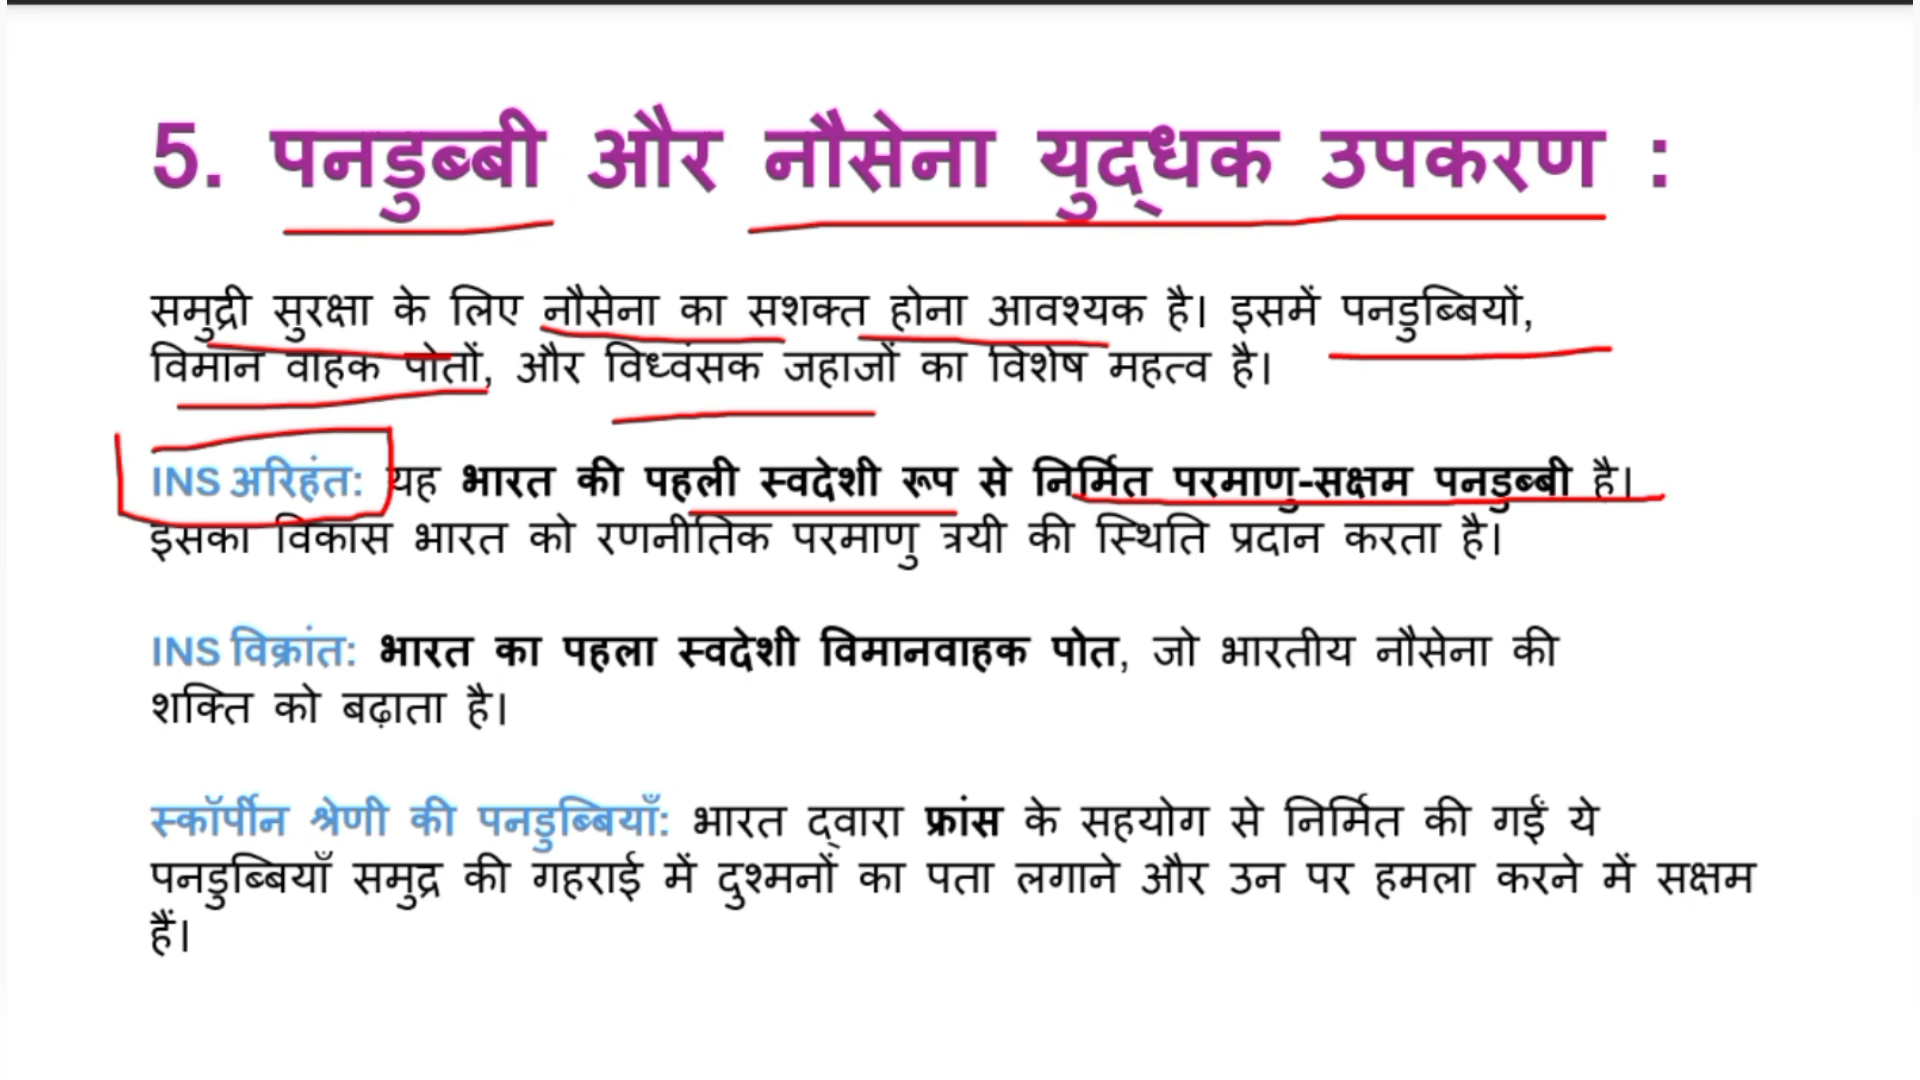 5. पनडुब्बी और नौसेना युद्धक उपकरण :
समुद्री सुरक्षा के लिए नौसेना का सशक्त होना आवश्यक है। इसमें पनडुब्बियों,
विमान वाहक पोतों, और विध्वंसक जहाजों का विशेष महत्व है।
INS अरिहंत: यह भारत की पहली स्वदेशी रूप से निर्मित परमाणु-सक्षम पनडुब्बी है।
इसका विकास भारत को रणनीतिक परमाणु त्रयी की स्थिति प्रदान करता है।
INS विक्रांत: भारत का पहला स्वदेशी विमानवाहक पोत, जो भारतीय नौसेना की
शक्ति को बढ़ाता है।
स्कॉर्पीन श्रेणी की पनडुब्बियाँ: भारत द्वारा फ्रांस के सहयोग से निर्मित की गईं ये
पनडुब्बियाँ समुद्र की गहराई में दुश्मनों का पता लगाने और उन पर हमला करने में सक्षम
हैं।